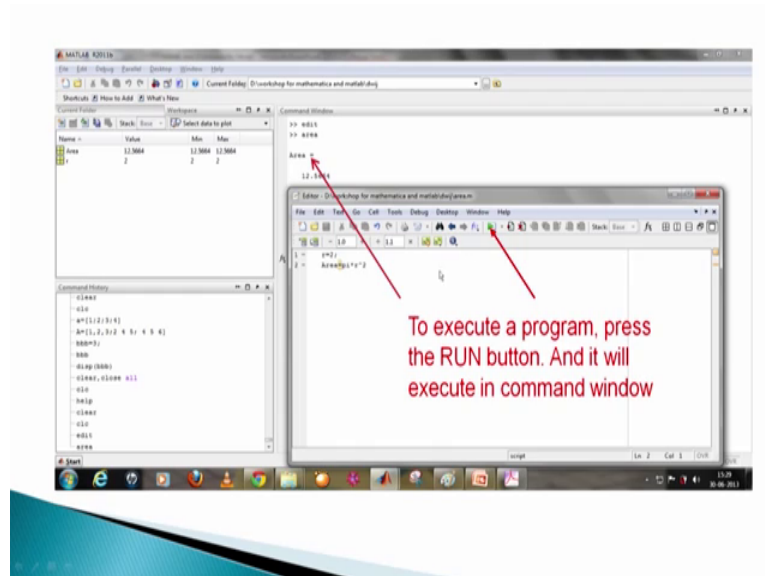 MATLAB R2011b
File Edit Debug Parallel Desktop Window Help
Current Folder: D:\workshop for mathematica and matlab\dwij
Shortcuts How to Add What's New
Current Folder Workspace
Stack: Base Select data to plot
Name Value Min Max
Area 12.5664 12.5664 12.5664
r 2 2 2
Command Window
>> edit
>> area
Area =
12.5664
Command History
clear
clc
a=[1;2;3;4]
A=[1,2,3;2 4 5; 4 5 6]
bbb=3;
bbb
disp(bbb)
clear,close all
clc
help
clear
clc
edit
area
Start
Editor - D:\workshop for mathematica and matlab\dwij\area.m
File Edit Text Go Cell Tools Debug Desktop Window Help
Stack: Base
1.0 + ÷ 1.1 ×
1 r=2;
2 Area=pi*r^2
script Ln 2 Col 1 OVR
To execute a program, press
the RUN button. And it will
execute in command window
15:29
30-06-2013